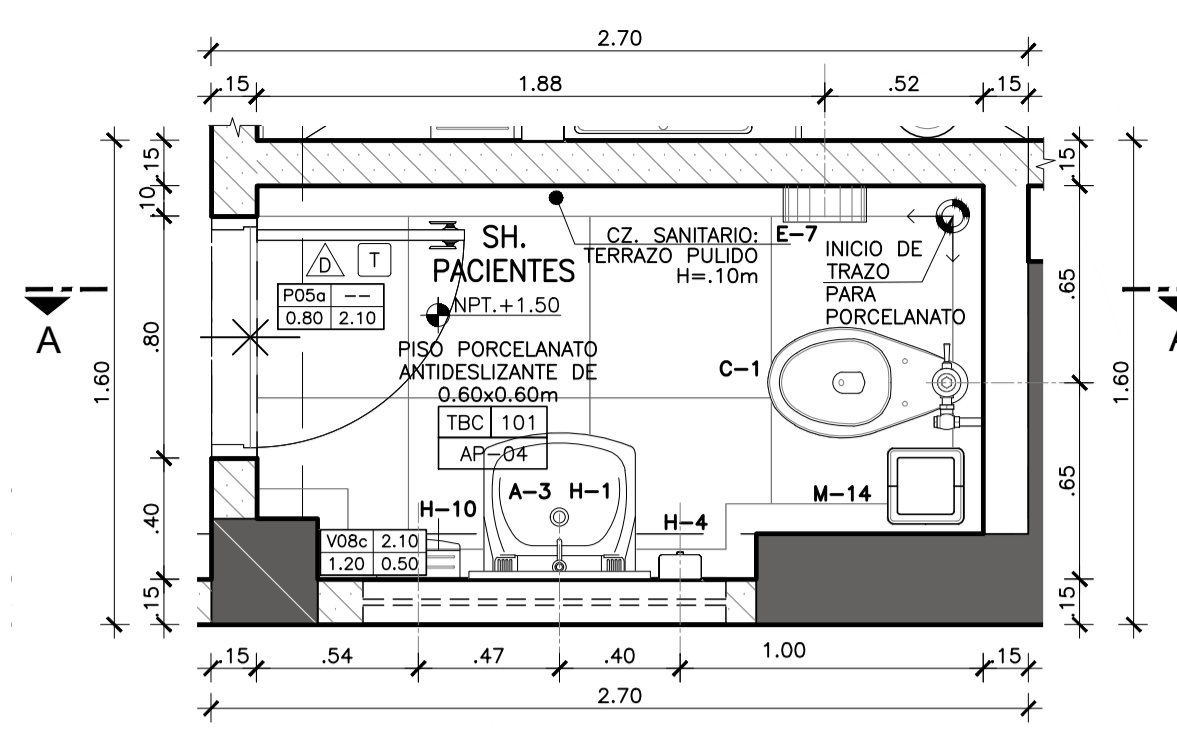 2.70
.15
1.88
.52
.15
.15
.10
.80
.40
.15
1.60
.15
.65
.65
.15
1.60
A
A
E-7
SH.
PACIENTES
D
T
P05a --
0.80 2.10
NPT.+1.50
CZ. SANITARIO:
TERRAZO PULIDO
H=.10m
INICIO DE
TRAZO
PARA
PORCELANATO
PISO PORCELANATO
ANTIDESLIZANTE DE
0.60x0.60m
TBC 101
AP-04
C-1
A-3 H-1
M-14
H-10
H-4
V08c 2.10
1.20 0.50
.15
.54
.47
.40
1.00
.15
2.70